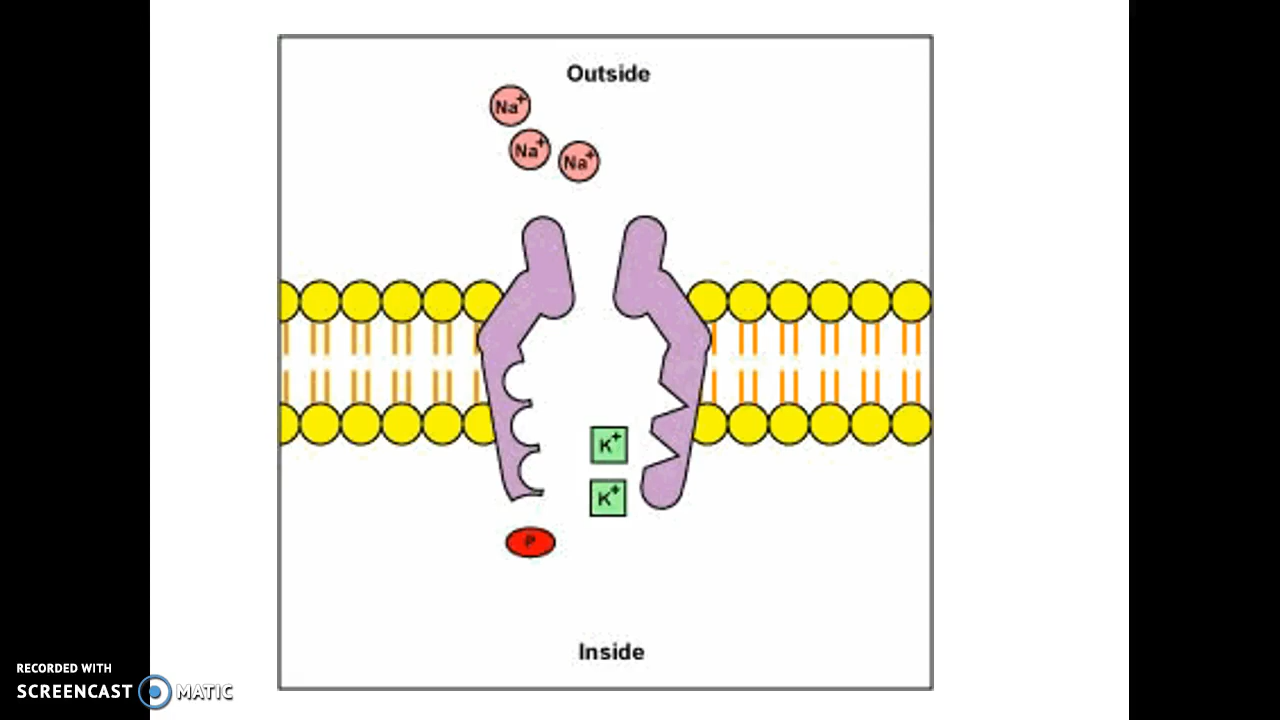 Outside
Na+
Na+
Na+
K+
K+
P
Inside
RECORDED WITH
SCREENCAST MATIC